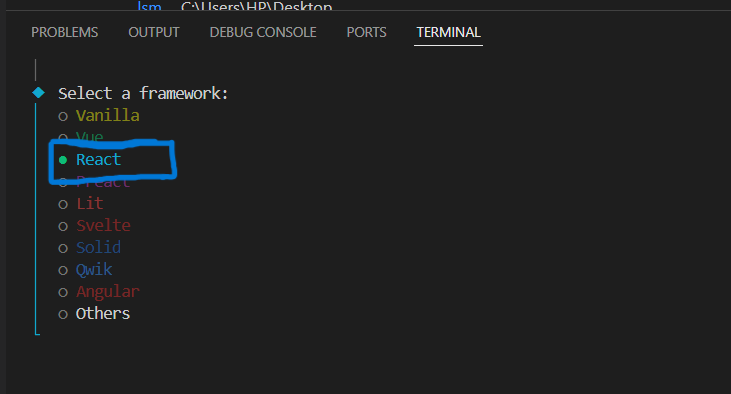 lsm C:\Users\HP\Desktop
PROBLEMS OUTPUT DEBUG CONSOLE PORTS TERMINAL
Select a framework:
Vanilla
Vue
React
Preact
Lit
Svelte
Solid
Qwik
Angular
Others